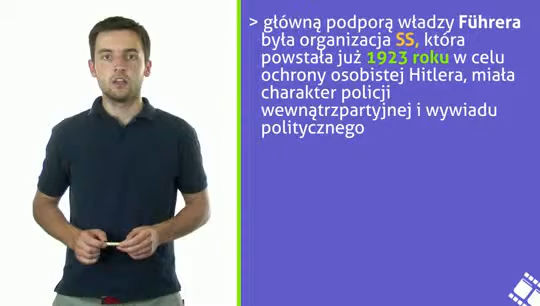 > główną podporą władzy Führera
była organizacja SS, która
powstała już 1923 roku w celu
ochrony osobistej Hitlera, miała
charakter policji
wewnątrzpartyjnej i wywiadu
politycznego